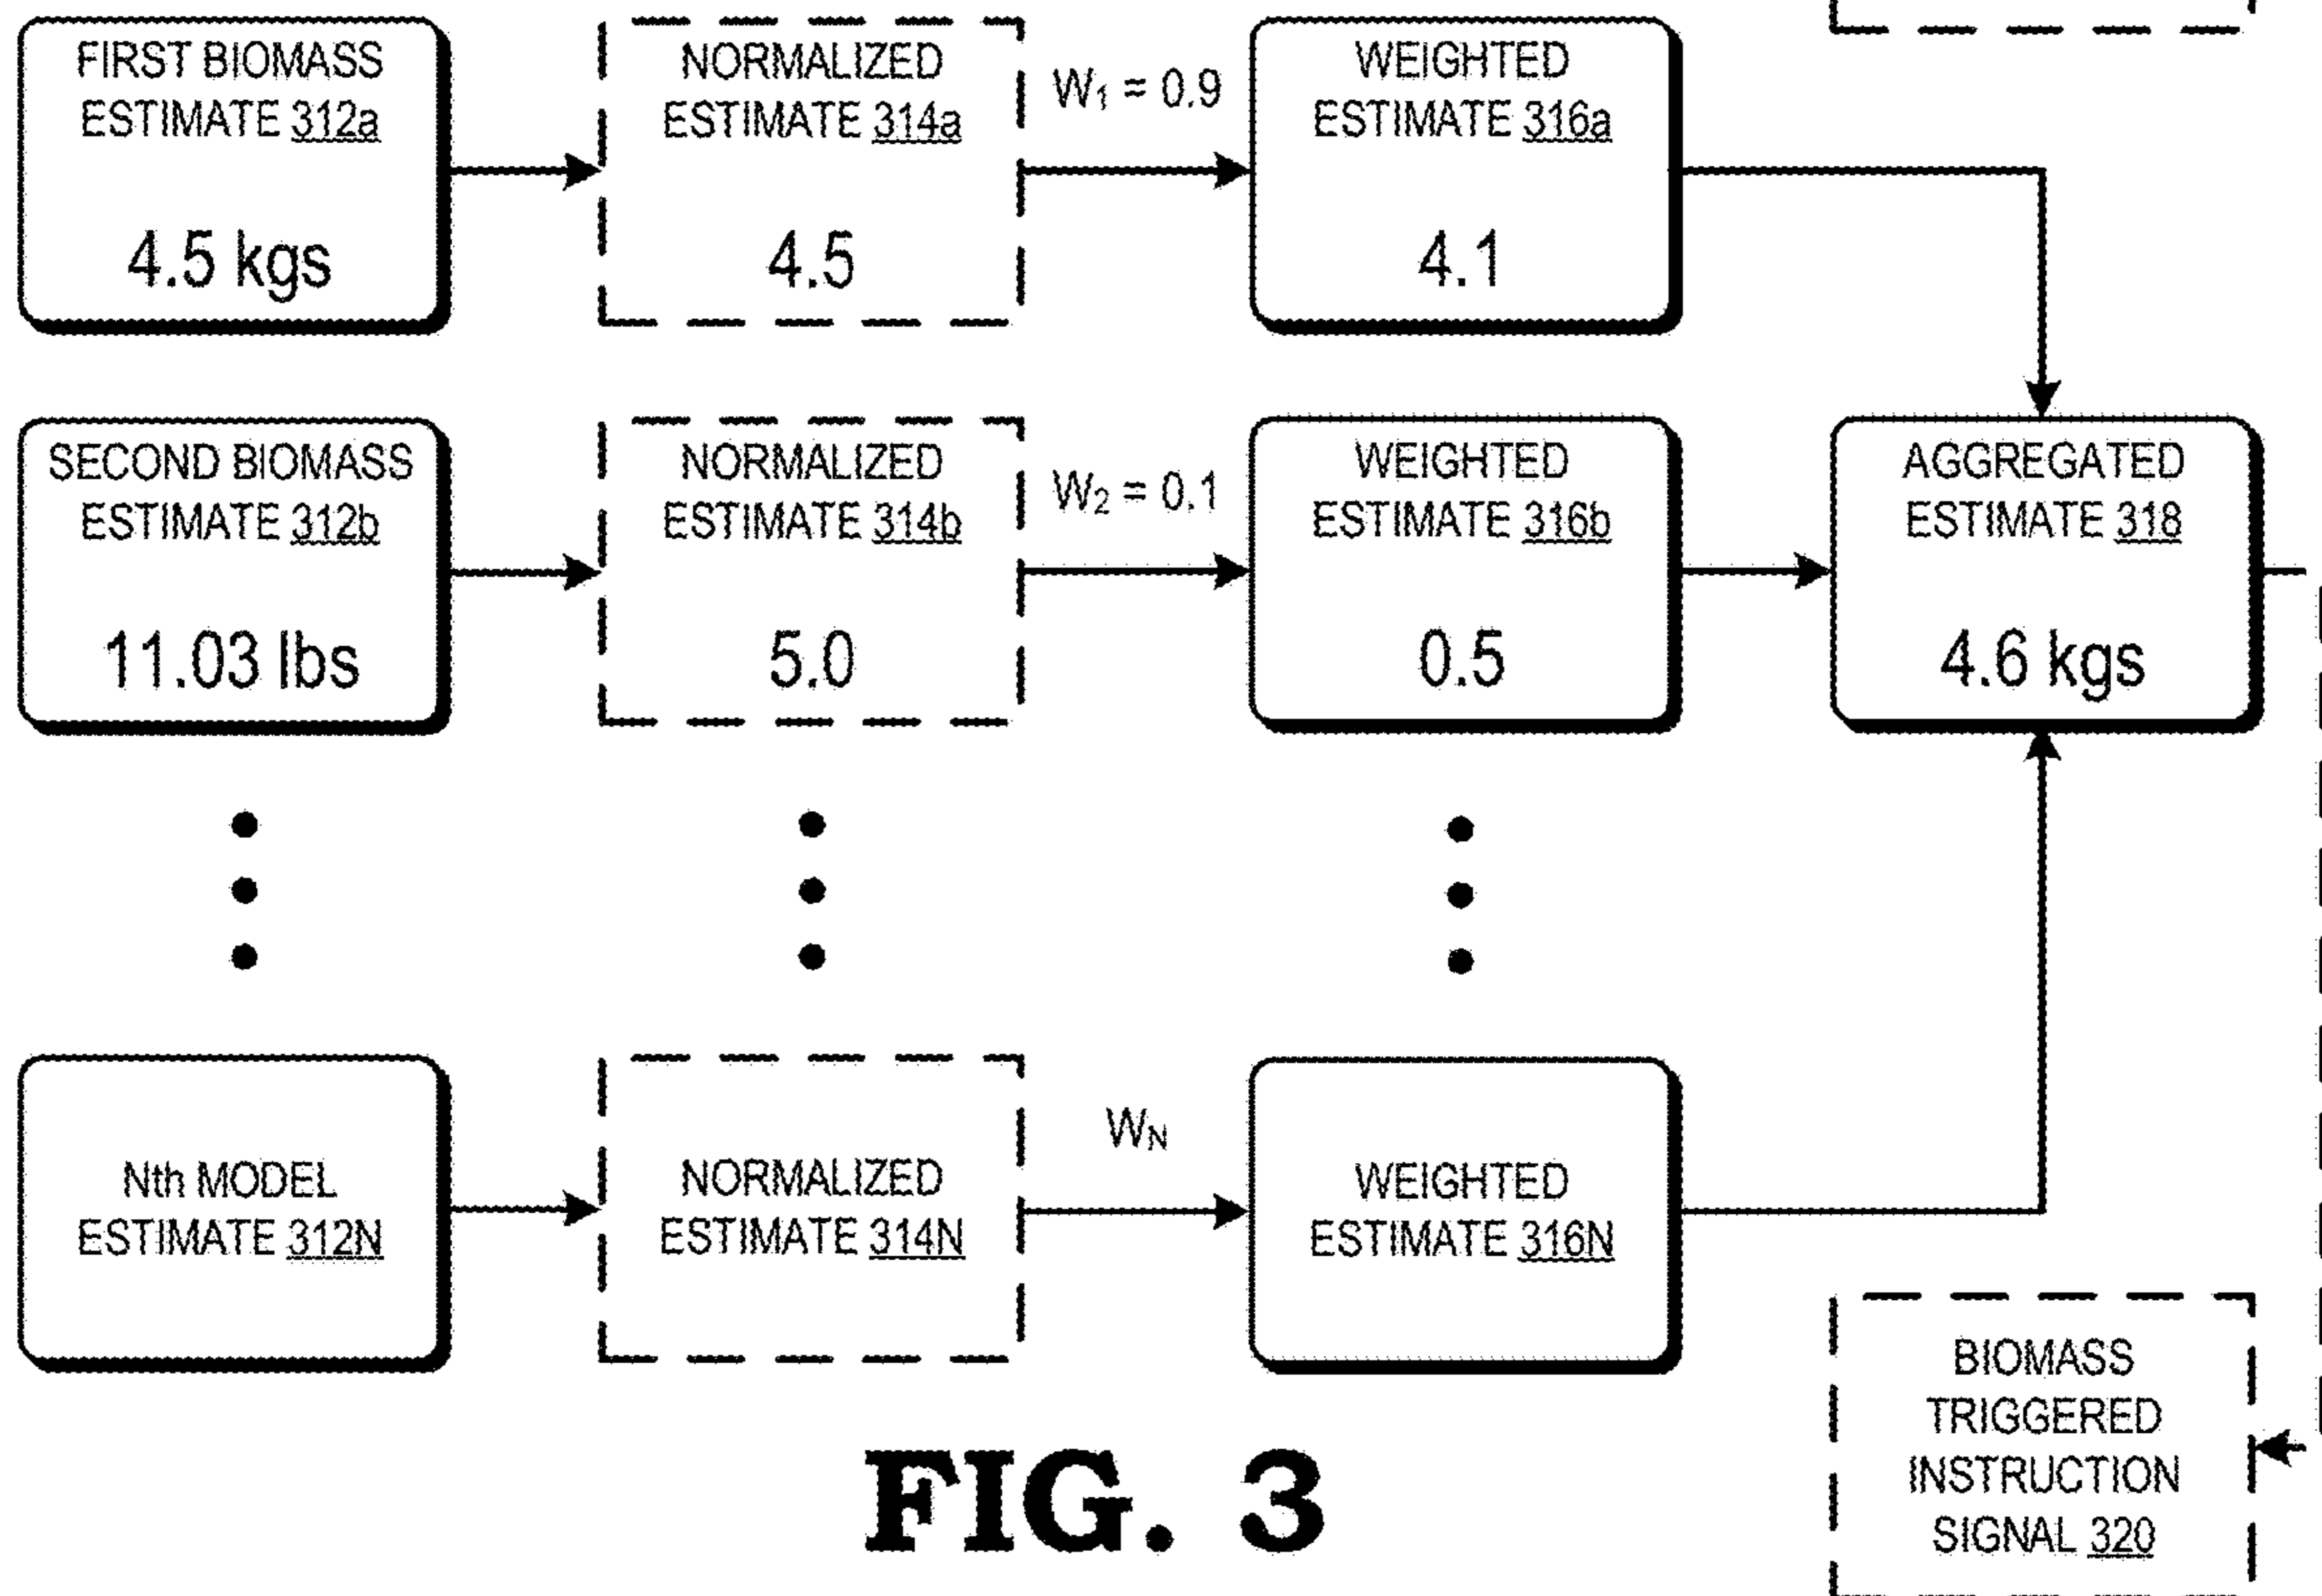 FIRST BIOMASS
ESTIMATE 312a
4.5 kgs
NORMALIZED
ESTIMATE 314a
4.5
W₁ = 0.9
WEIGHTED
ESTIMATE 316a
4.1
SECOND BIOMASS
ESTIMATE 312b
11.03 lbs
NORMALIZED
ESTIMATE 314b
5.0
W₂ = 0.1
WEIGHTED
ESTIMATE 316b
0.5
AGGREGATED
ESTIMATE 318
4.6 kgs
Nth MODEL
ESTIMATE 312N
NORMALIZED
ESTIMATE 314N
W_N
WEIGHTED
ESTIMATE 316N
BIOMASS
TRIGGERED
INSTRUCTION
SIGNAL 320
FIG. 3